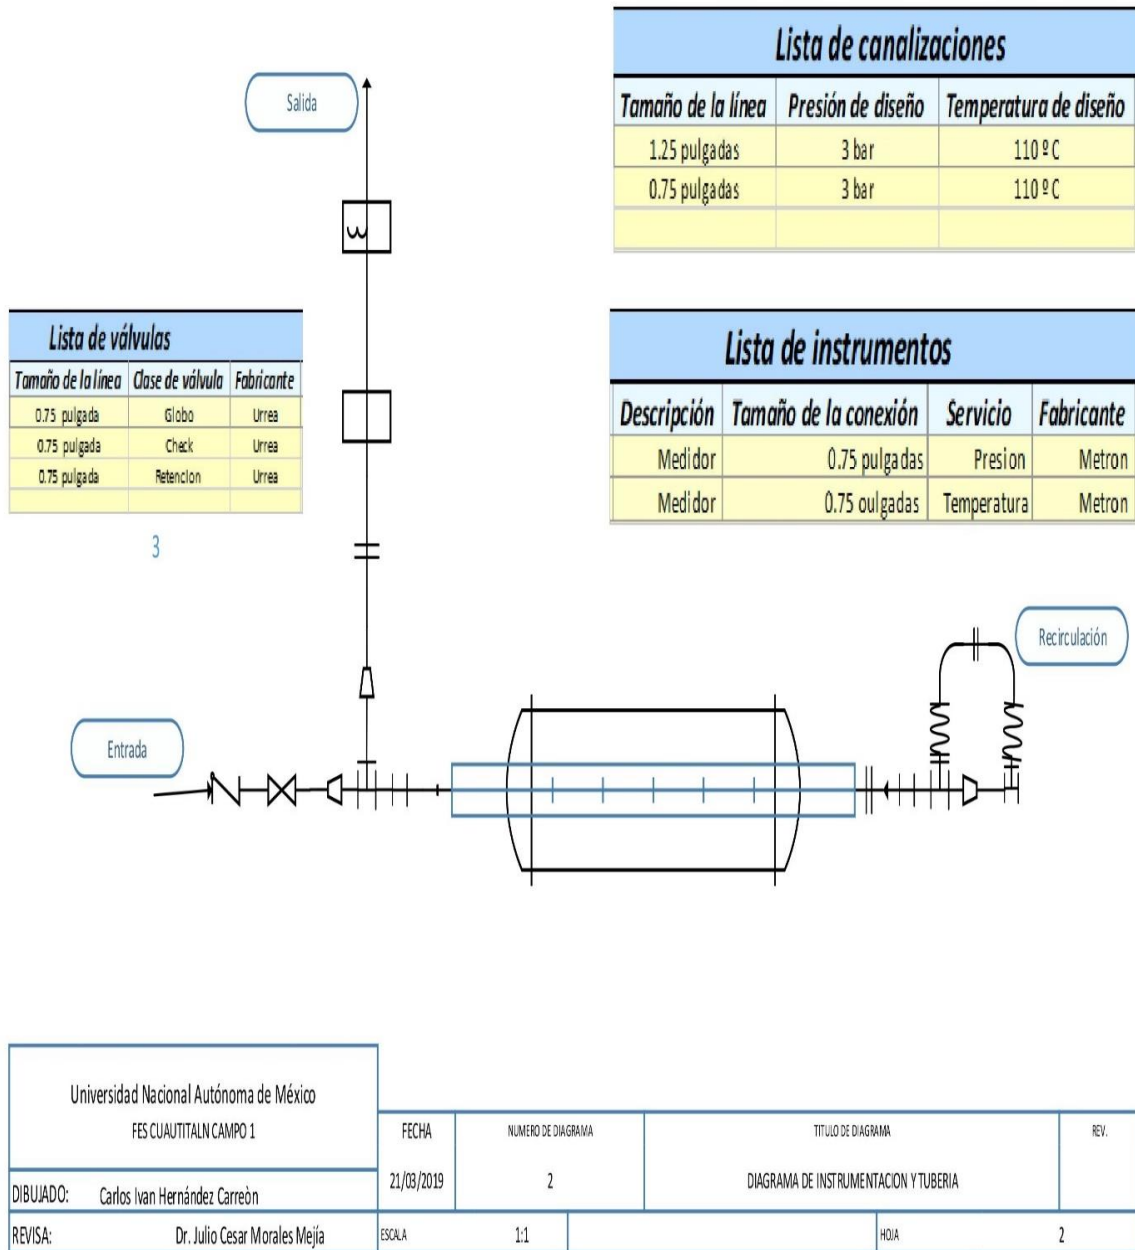 Lista de canalizaciones
Tamaño de la línea Presión de diseño Temperatura de diseño
1.25 pulgadas 3 bar 110 º C
0.75 pulgadas 3 bar 110 º C
Salida
Lista de válvulas
Tamaño de la línea Clase de válvula Fabricante
0.75 pulgada Globo Urrea
0.75 pulgada Check Urrea
0.75 pulgada Retencion Urrea
3
Lista de instrumentos
Descripción Tamaño de la conexión Servicio Fabricante
Medidor 0.75 pulgadas Presion Metron
Medidor 0.75 oulgadas Temperatura Metron
Recirculación
Entrada
Universidad Nacional Autónoma de México
FES CUAUTITALN CAMPO 1
DIBUJADO: Carlos Ivan Hernández Carreòn
REVISA: Dr. Julio Cesar Morales Mejía
FECHA
21/03/2019
NUMERO DE DIAGRAMA
2
TITULO DE DIAGRAMA
DIAGRAMA DE INSTRUMENTACION Y TUBERIA
REV.
ESCALA 1:1
HOJA 2